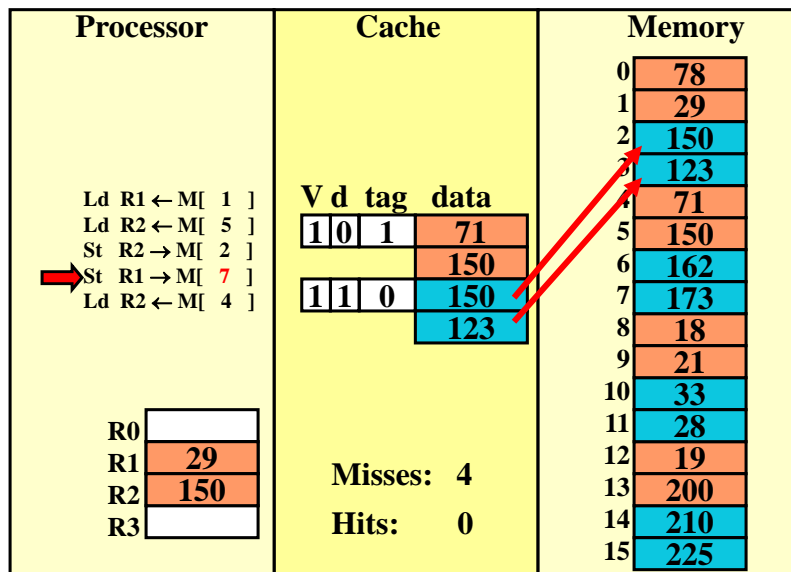 Processor
Cache
Memory
Ld R1 ← M[ 1 ]
Ld R2 ← M[ 5 ]
St R2 → M[ 2 ]
St R1 → M[ 7 ]
Ld R2 ← M[ 4 ]
R0
R1 29
R2 150
R3
V d tag data
1 0 1 71
150
1 1 0 150
123
Misses: 4
Hits: 0
0 78
1 29
2 150
3 123
4 71
5 150
6 162
7 173
8 18
9 21
10 33
11 28
12 19
13 200
14 210
15 225